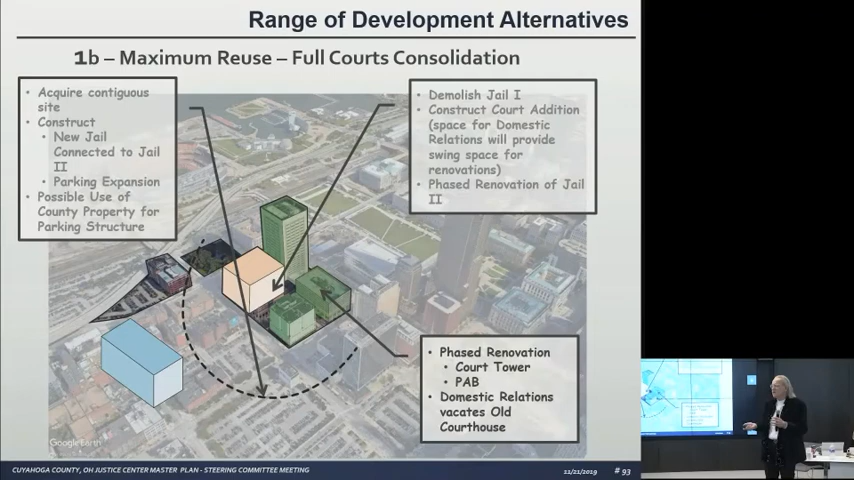 Range of Development Alternatives
1b – Maximum Reuse – Full Courts Consolidation
• Acquire contiguous
site
• Construct
• New Jail
Connected to Jail
II
• Parking Expansion
• Possible Use of
County Property for
Parking Structure
• Demolish Jail I
• Construct Court Addition
(space for Domestic
Relations will provide
swing space for
renovations)
• Phased Renovation of Jail
II
• Phased Renovation
• Court Tower
• PAB
• Domestic Relations
vacates Old
Courthouse
Google Earth
CUYAHOGA COUNTY, OH JUSTICE CENTER MASTER PLAN - STEERING COMMITTEE MEETING
11/21/2019
# 93